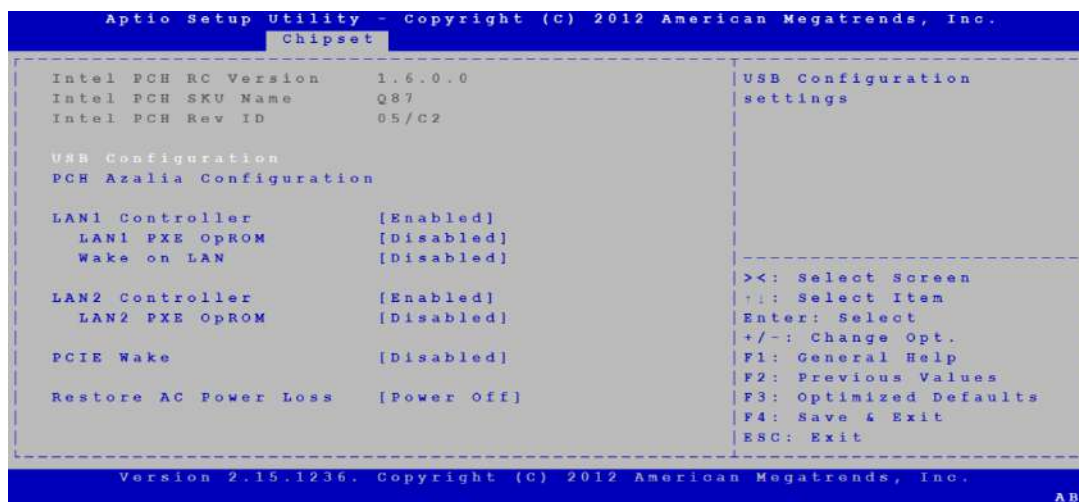 Aptio Setup Utility - Copyright (C) 2012 American Megatrends, Inc.
Chipset
Intel PCH RC Version 1.6.0.0
Intel PCH SKU Name Q87
Intel PCH Rev ID 05/C2
USB Configuration
PCH Azalia Configuration
LAN1 Controller [Enabled]
LAN1 PXE OpROM [Disabled]
Wake on LAN [Disabled]
LAN2 Controller [Enabled]
LAN2 PXE OpROM [Disabled]
PCIE Wake [Disabled]
Restore AC Power Loss [Power Off]
USB Configuration
settings
><: Select Screen
↑↓: Select Item
Enter: Select
+/-: Change Opt.
F1: General Help
F2: Previous Values
F3: Optimized Defaults
F4: Save & Exit
ESC: Exit
Version 2.15.1236. Copyright (C) 2012 American Megatrends, Inc.
AB